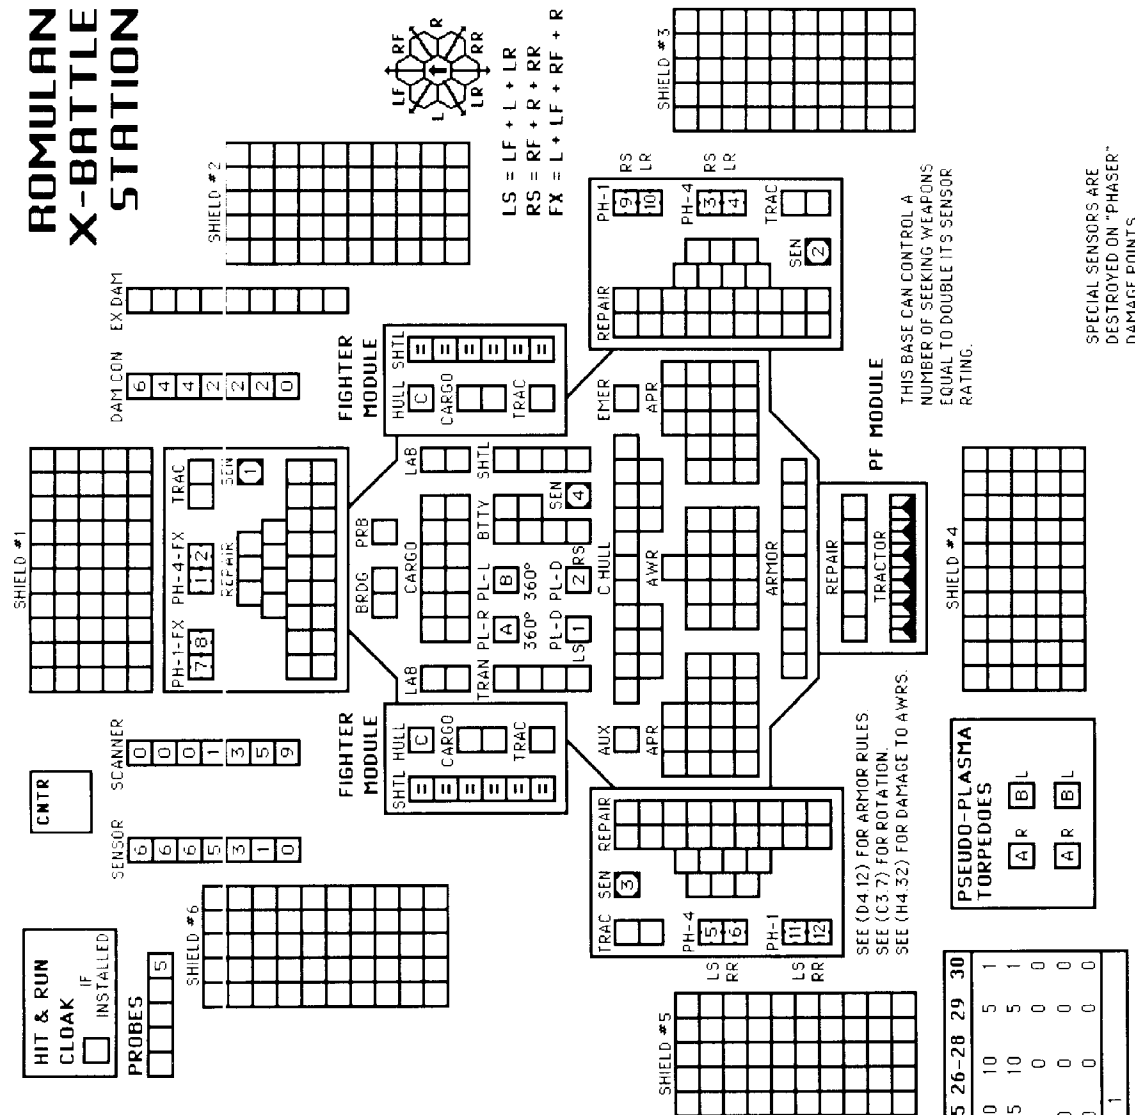 ROMULAN
X-BATTLE
STATION
HIT & RUN
CLOAK
IF
INSTALLED
PROBES
5
CNTR
SENSOR
6 6 6 5 3 1 0
SCANNER
0 0 0 1 3 5 9
DAM CON
6 4 4 2 2 2 0
EX DAM
SHIELD #1
SHIELD #2
SHIELD #3
SHIELD #4
SHIELD #5
SHIELD #6
LF RF
L R
LR RR
LS = LF + L + LR
RS = RF + R + RR
FX = L + LF + RF + R
PH-1-FX PH-4-FX TRAC
7 8 1 2
SEN
1
REPAIR
FIGHTER
MODULE
SHTL HULL
C
CARGO
TRAC
FIGHTER
MODULE
HULL SHTL
C
CARGO
TRAC
LAB BRDG PRB LAB
CARGO
TRAN PL-R PL-L BTTY SHTL
A B
360° 360°
PL-D PL-D SEN
LS 1 2 RS 4
C HULL
AUX EMER
APR AWR APR
ARMOR
TRAC SEN REPAIR
3
PH-4
LS 5
RR 6
PH-1
LS 11
RR 12
REPAIR PH-1
9 RS
10 LR
PH-4
3 RS
4 LR
SEN TRAC
2
REPAIR
TRACTOR
PF MODULE
SEE (D4.12) FOR ARMOR RULES.
SEE (C3.7) FOR ROTATION.
SEE (H4.32) FOR DAMAGE TO AWRS.
THIS BASE CAN CONTROL A
NUMBER OF SEEKING WEAPONS
EQUAL TO DOUBLE ITS SENSOR
RATING.
PSEUDO-PLASMA
TORPEDOES
A R B L
A R B L
SPECIAL SENSORS ARE
DESTROYED ON "PHASER"
DAMAGE POINTS
26-28 29 30
10 5 1
10 5 1
0 0 0
0 0 0
0 0 0
1